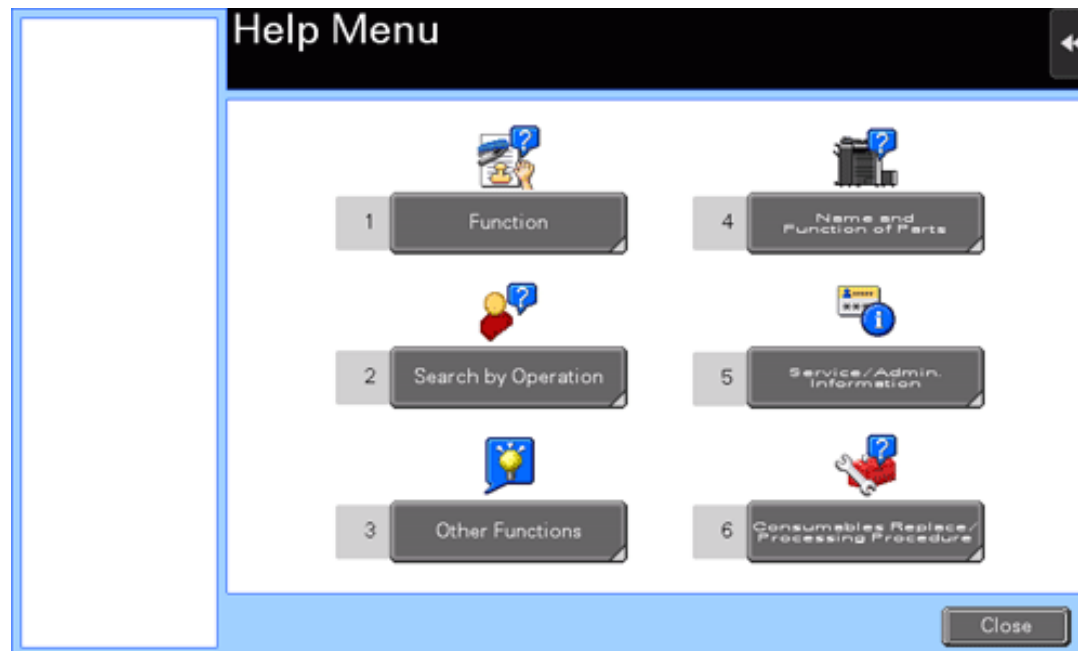 Help Menu
1
Function
4
Name and
Function of Parts
2
Search by Operation
5
Service/Admin.
Information
3
Other Functions
6
Consumables Replace/
Processing Procedure
Close